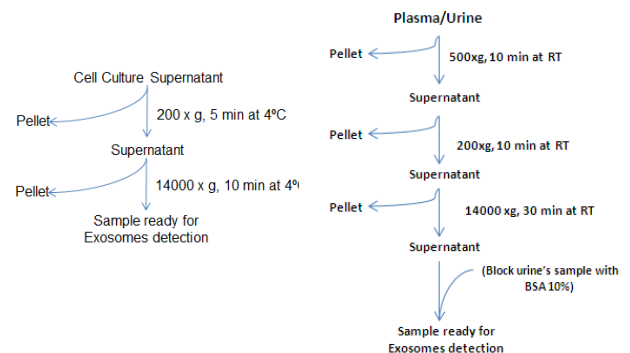 Cell Culture Supernatant
200 x g, 5 min at 4ºC
Pellet
Supernatant
14000 x g, 10 min at 4º
Pellet
Sample ready for
Exosomes detection
Plasma/Urine
Pellet
500xg, 10 min at RT
Supernatant
Pellet
200xg, 10 min at RT
Supernatant
Pellet
14000 xg, 30 min at RT
Supernatant
(Block urine's sample with
BSA 10%)
Sample ready for
Exosomes detection